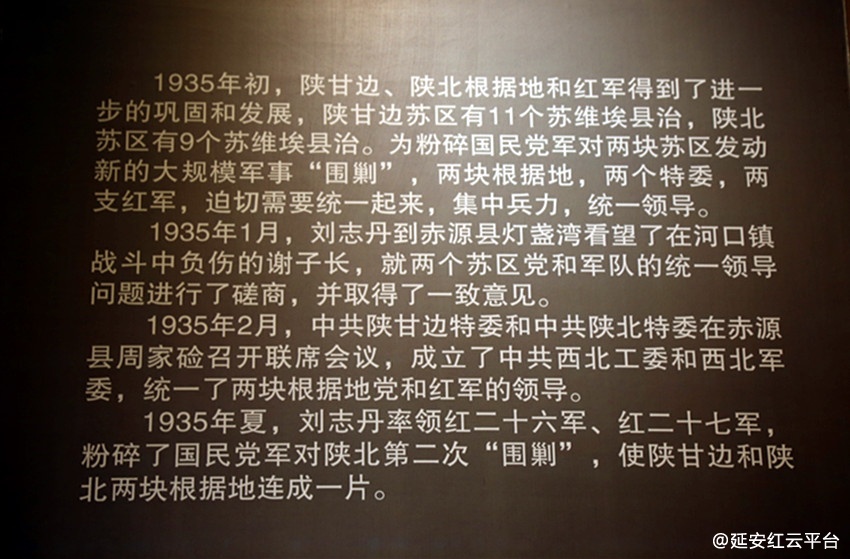 1935年初，陕甘边、陕北根据地和红军得到了进一
步的巩固和发展，陕甘边苏区有11个苏维埃县治，陕北
苏区有9个苏维埃县治。为粉碎国民党军对两块苏区发动
新的大规模军事“围剿”，两块根据地，两个特委，两
支红军，迫切需要统一起来，集中兵力，统一领导。
1935年1月，刘志丹到赤源县灯盏湾看望了在河口镇
战斗中负伤的谢子长，就两个苏区党和军队的统一领导
问题进行了磋商，并取得了一致意见。
1935年2月，中共陕甘边特委和中共陕北特委在赤源
县周家硷召开联席会议，成立了中共西北工委和西北军
委，统一了两块根据地党和红军的领导。
1935年夏，刘志丹率领红二十六军、红二十七军，
粉碎了国民党军对陕北第二次“围剿”，使陕甘边和陕
北两块根据地连成一片。
@延安红云平台